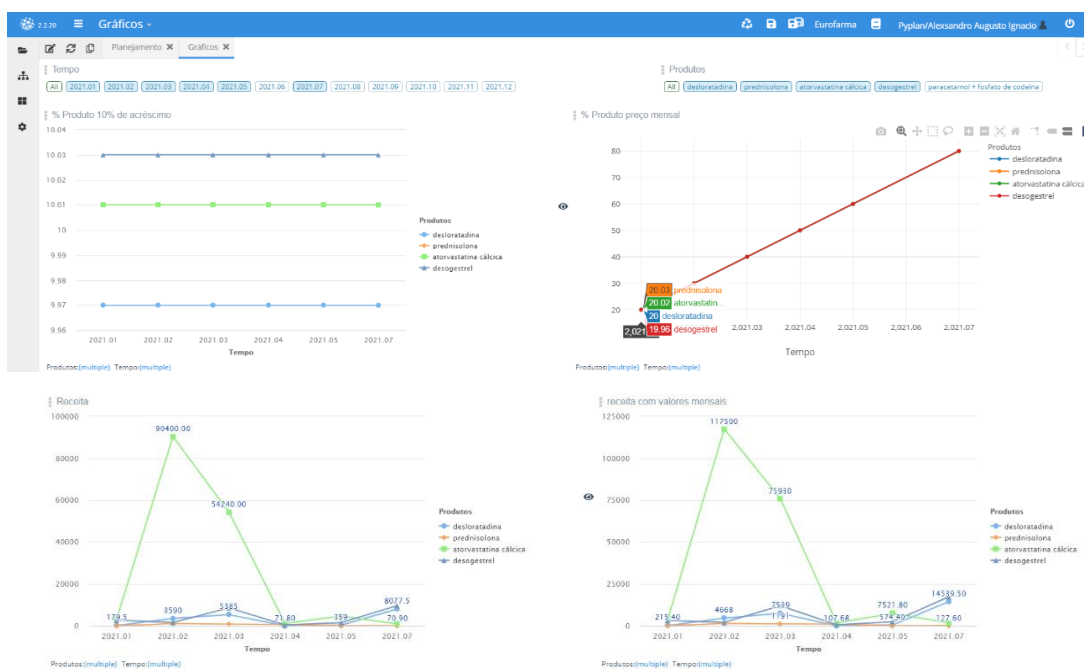 2.2.20 Gráficos Eurofarma Pyplan/Alexsandro Augusto Ignacio
Planejamento Gráficos
Tempo
All 2021.01 2021.02 2021.03 2021.04 2021.05 2021.06 2021.07 2021.08 2021.09 2021.10 2021.11 2021.12
Produtos
All desloratadina prednisolona atorvastatina cálcica desogestrel paracetamol + fosfato de codeína
% Produto 10% de acréscimo
10.04
10.03
10.02
10.01
10
9.99
9.98
9.97
9.96
2021.01 2021.02 2021.03 2021.04 2021.05 2021.07
Tempo
Produtos
desloratadina
prednisolona
atorvastatina cálcica
desogestrel
Produtos:(multiple) Tempo:(multiple)
% Produto preço mensal
80
70
60
50
40
30
20
20.03 prednisolona
20.02 atorvastatin...
20 desloratadina
19.96 desogestrel
2,021
2,021.03 2,021.04 2,021.05 2,021.06 2,021.07
Tempo
Produtos
desloratadina
prednisolona
atorvastatina cálcica
desogestrel
Produtos:(multiple) Tempo:(multiple)
Receita
100000
80000
60000
40000
20000
0
90400.00
54240.00
179.5
3590
5385
71.80
359
8077.5
70.90
2021.01 2021.02 2021.03 2021.04 2021.05 2021.07
Tempo
Produtos
desloratadina
prednisolona
atorvastatina cálcica
desogestrel
Produtos:(multiple) Tempo:(multiple)
receita com valores mensais
125000
100000
75000
50000
25000
0
117500
75930
215.40
4668
7539
1191
107.68
7521.80
574.40
14539.50
127.60
2021.01 2021.02 2021.03 2021.04 2021.05 2021.07
Tempo
Produtos
desloratadina
prednisolona
atorvastatina cálcica
desogestrel
Produtos:(multiple) Tempo:(multiple)